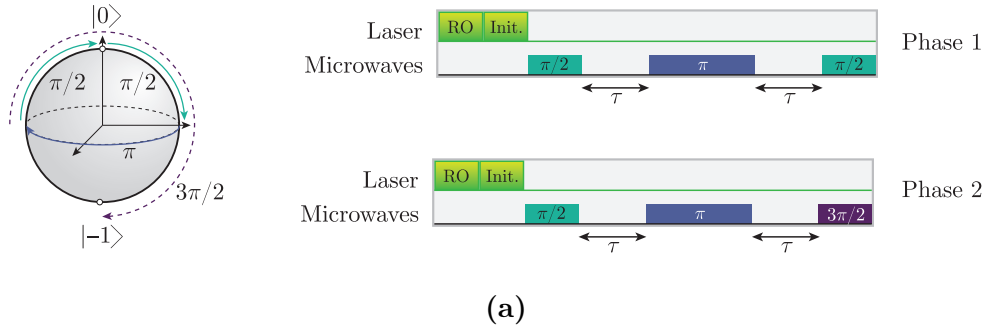 |0⟩
π/2 π/2
π
3π/2
|−1⟩
Laser RO Init.
Microwaves π/2 π π/2
τ τ
Phase 1
Laser RO Init.
Microwaves π/2 π 3π/2
τ τ
Phase 2
(a)